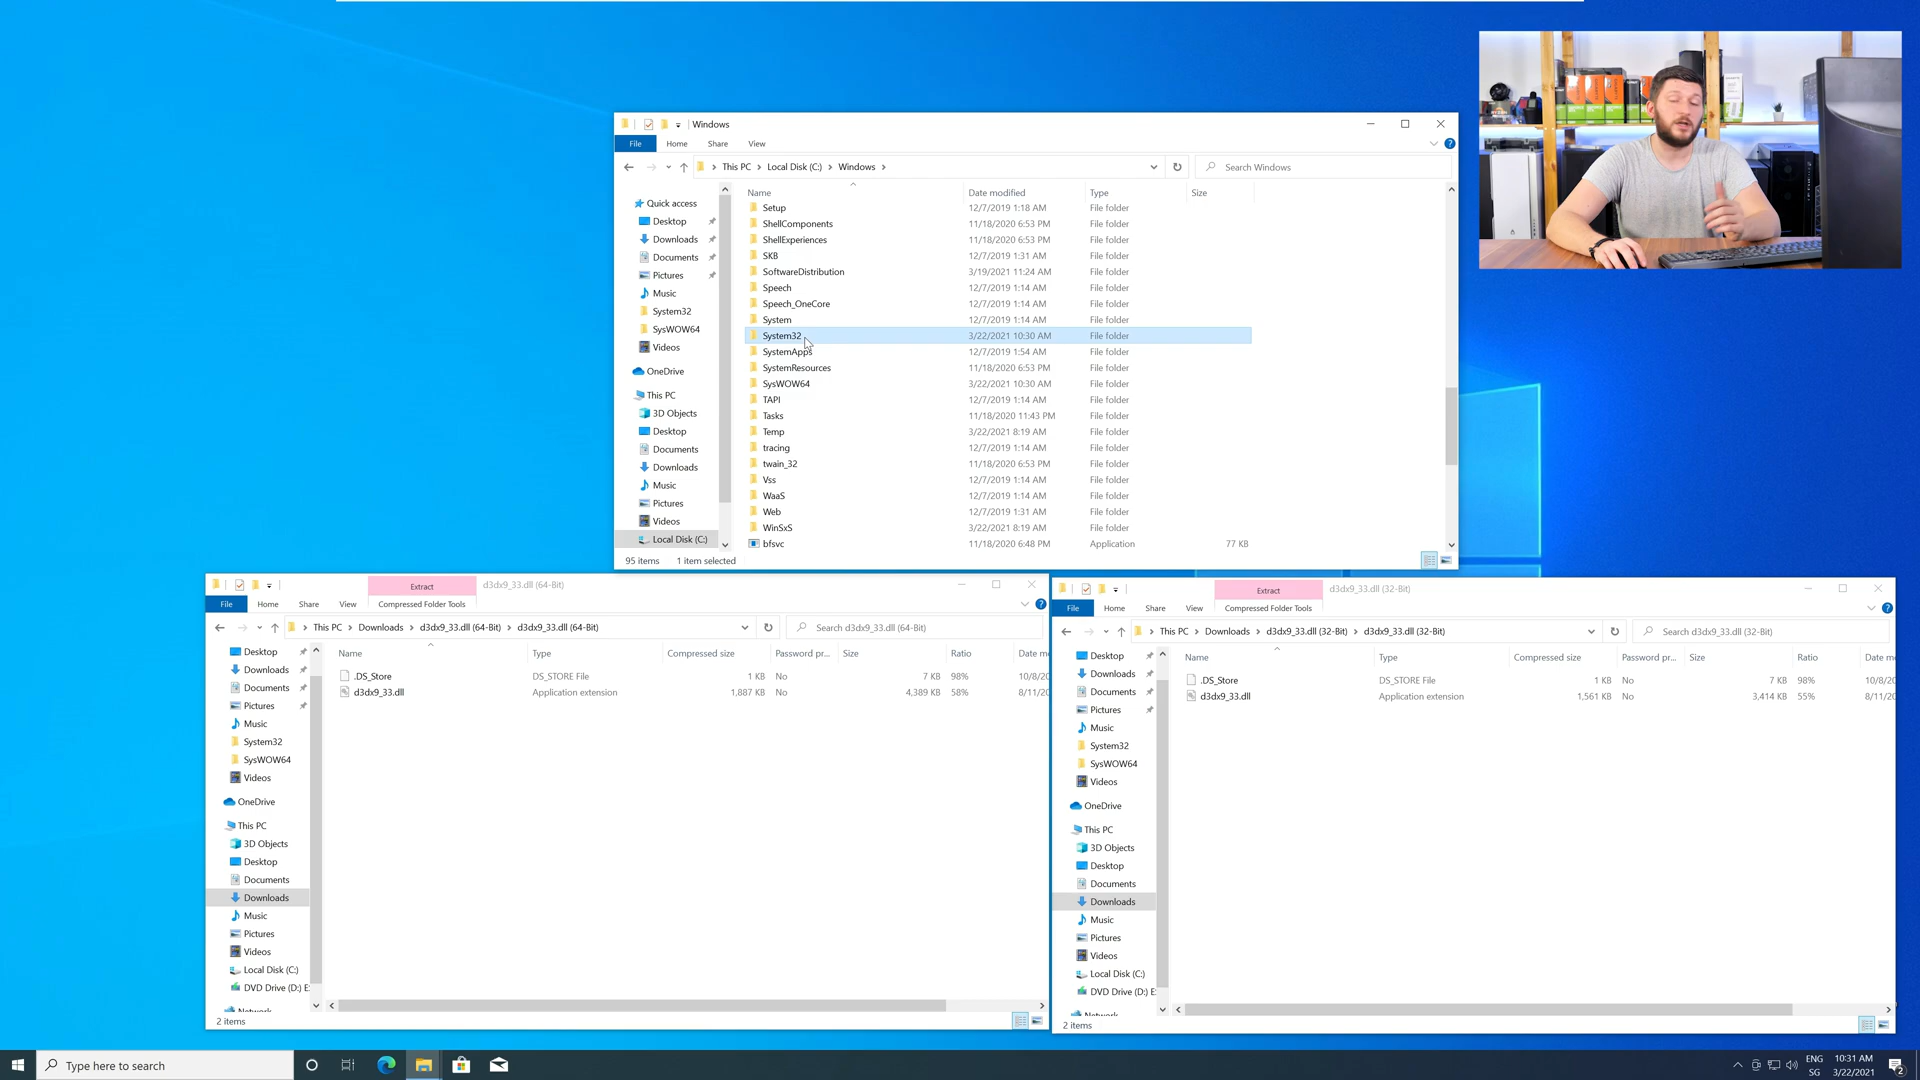 Windows
File Home Share View
This PC > Local Disk (C:) > Windows >
Search Windows
Name Date modified Type Size
Quick access
Desktop
Downloads
Documents
Pictures
Music
System32
SysWOW64
Videos
OneDrive
This PC
3D Objects
Desktop
Documents
Downloads
Music
Pictures
Videos
Local Disk (C:)
Setup 12/7/2019 1:18 AM File folder
ShellComponents 11/18/2020 6:53 PM File folder
ShellExperiences 11/18/2020 6:53 PM File folder
SKB 12/7/2019 1:31 AM File folder
SoftwareDistribution 3/19/2021 11:24 AM File folder
Speech 12/7/2019 1:14 AM File folder
Speech_OneCore 12/7/2019 1:14 AM File folder
System 12/7/2019 1:14 AM File folder
System32 3/22/2021 10:30 AM File folder
SystemApps 12/7/2019 1:54 AM File folder
SystemResources 11/18/2020 6:53 PM File folder
SysWOW64 3/22/2021 10:30 AM File folder
TAPI 12/7/2019 1:14 AM File folder
Tasks 11/18/2020 11:43 PM File folder
Temp 3/22/2021 8:19 AM File folder
tracing 12/7/2019 1:14 AM File folder
twain_32 11/18/2020 6:53 PM File folder
Vss 12/7/2019 1:14 AM File folder
WaaS 12/7/2019 1:14 AM File folder
Web 12/7/2019 1:31 AM File folder
WinSxS 3/22/2021 8:19 AM File folder
bfsvc 11/18/2020 6:48 PM Application 77 KB
95 items 1 item selected
Extract d3dx9_33.dll (64-Bit)
File Home Share View Compressed Folder Tools
This PC > Downloads > d3dx9_33.dll (64-Bit) > d3dx9_33.dll (64-Bit)
Search d3dx9_33.dll (64-Bit)
Name Type Compressed size Password pr... Size Ratio Date m
.DS_Store DS_STORE File 1 KB No 7 KB 98% 10/8/20
d3dx9_33.dll Application extension 1,887 KB No 4,389 KB 58% 8/11/20
Desktop
Downloads
Documents
Pictures
Music
System32
SysWOW64
Videos
OneDrive
This PC
3D Objects
Desktop
Documents
Downloads
Music
Pictures
Videos
Local Disk (C:)
DVD Drive (D:) E
Network
2 items
Extract d3dx9_33.dll (32-Bit)
File Home Share View Compressed Folder Tools
This PC > Downloads > d3dx9_33.dll (32-Bit) > d3dx9_33.dll (32-Bit)
Search d3dx9_33.dll (32-Bit)
Name Type Compressed size Password pr... Size Ratio Date m
.DS_Store DS_STORE File 1 KB No 7 KB 98% 10/8/20
d3dx9_33.dll Application extension 1,561 KB No 3,414 KB 55% 8/11/20
Desktop
Downloads
Documents
Pictures
Music
System32
SysWOW64
Videos
OneDrive
This PC
3D Objects
Desktop
Documents
Downloads
Music
Pictures
Videos
Local Disk (C:)
DVD Drive (D:) E
Network
2 items
Type here to search
ENG
SG
10:31 AM
3/22/2021
2